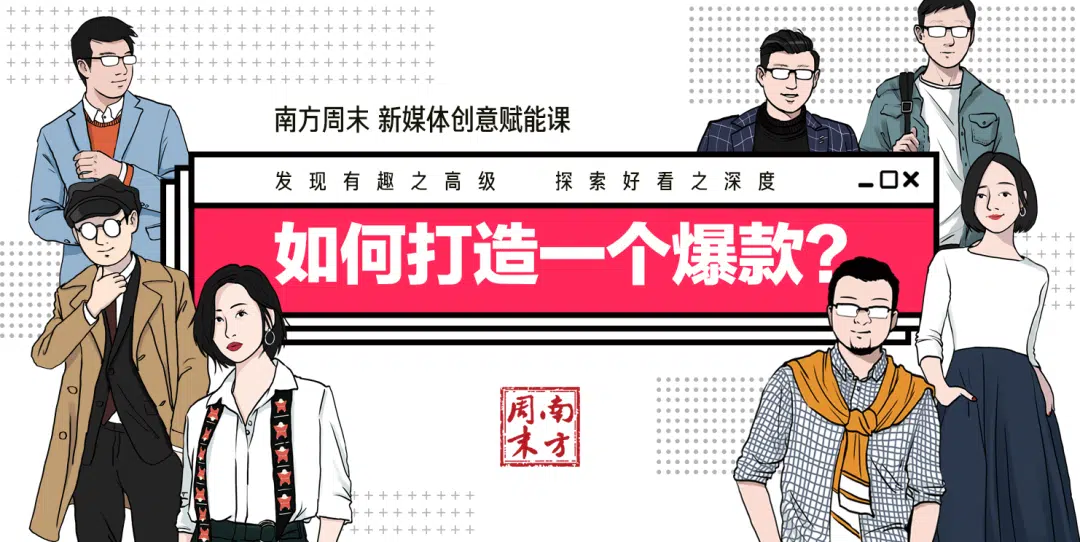 南方周末 新媒体创意赋能课
发现有趣之高级 探索好看之深度
如何打造一个爆款?
南方
周末